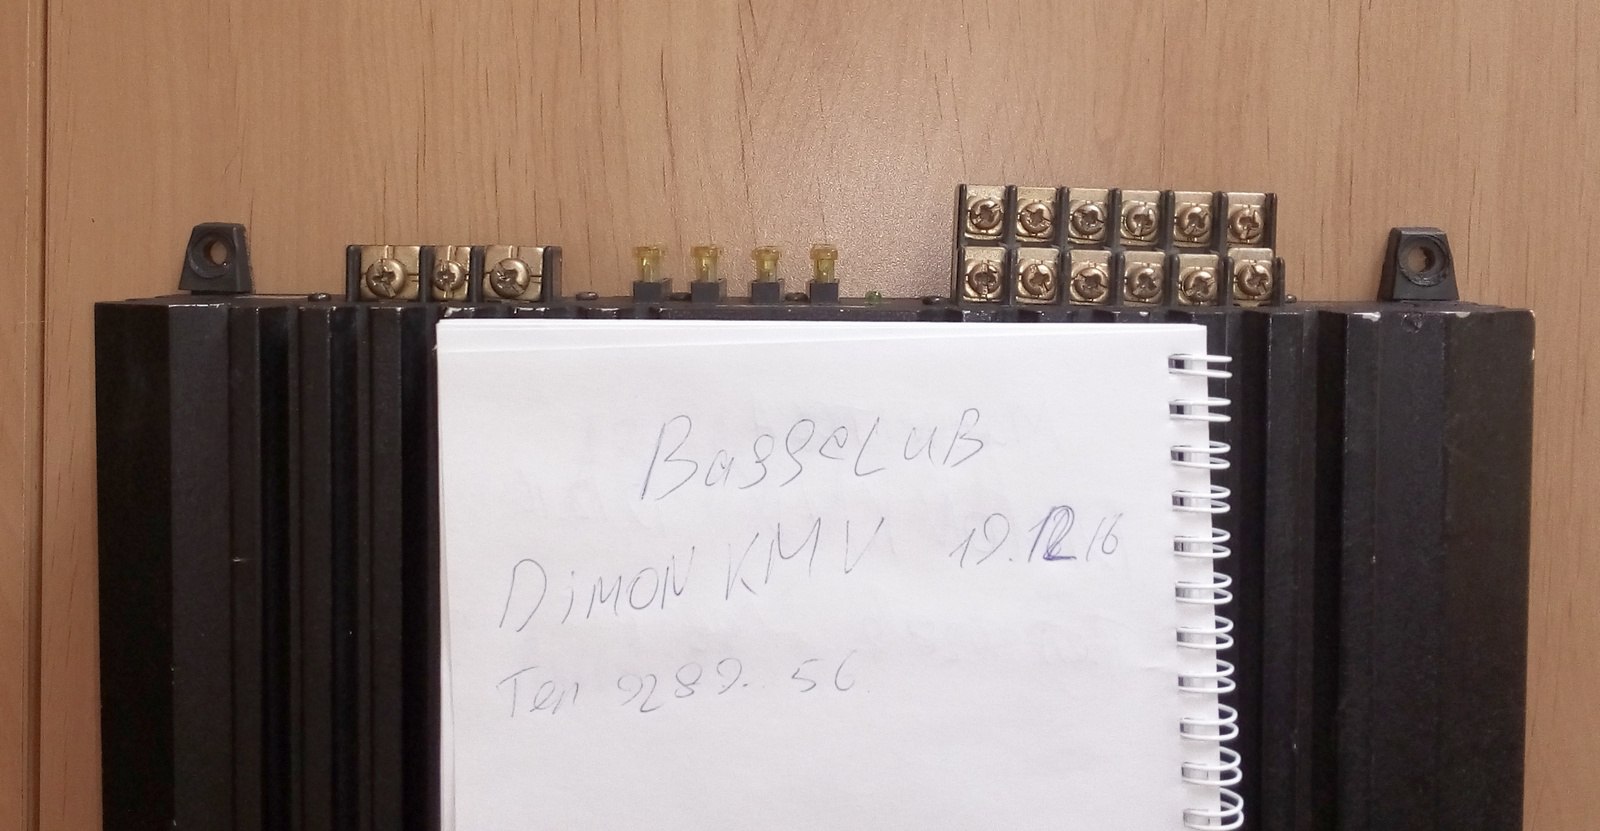 BassCLUB
DiMON KMV 19.12.16
Тел 9289. 56